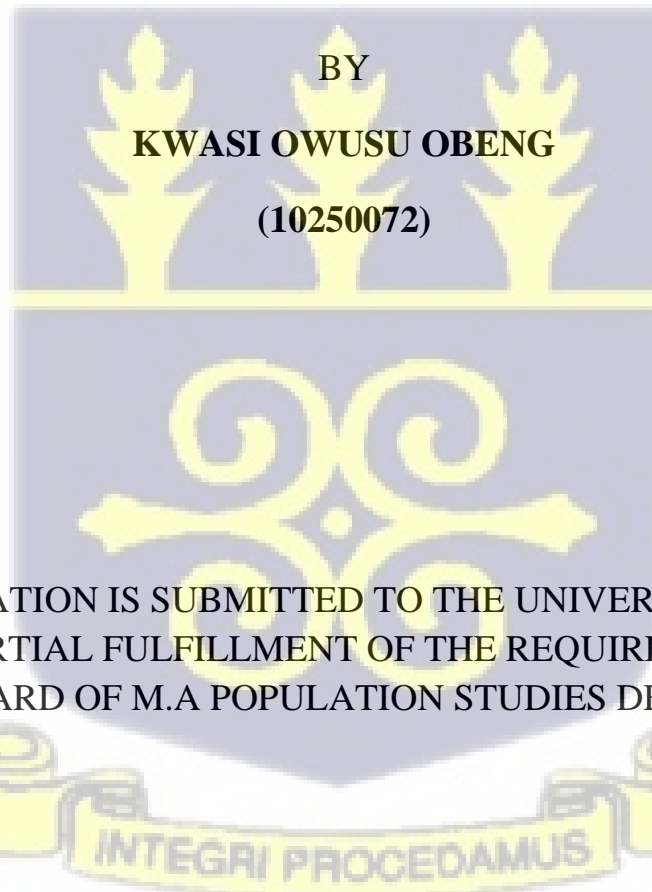 BY
KWASI OWUSU OBENG
(10250072)
ATION IS SUBMITTED TO THE UNIVER
RTIAL FULFILLMENT OF THE REQUIR
ARD OF M.A POPULATION STUDIES DE
INTEGRI PROCEDAMUS